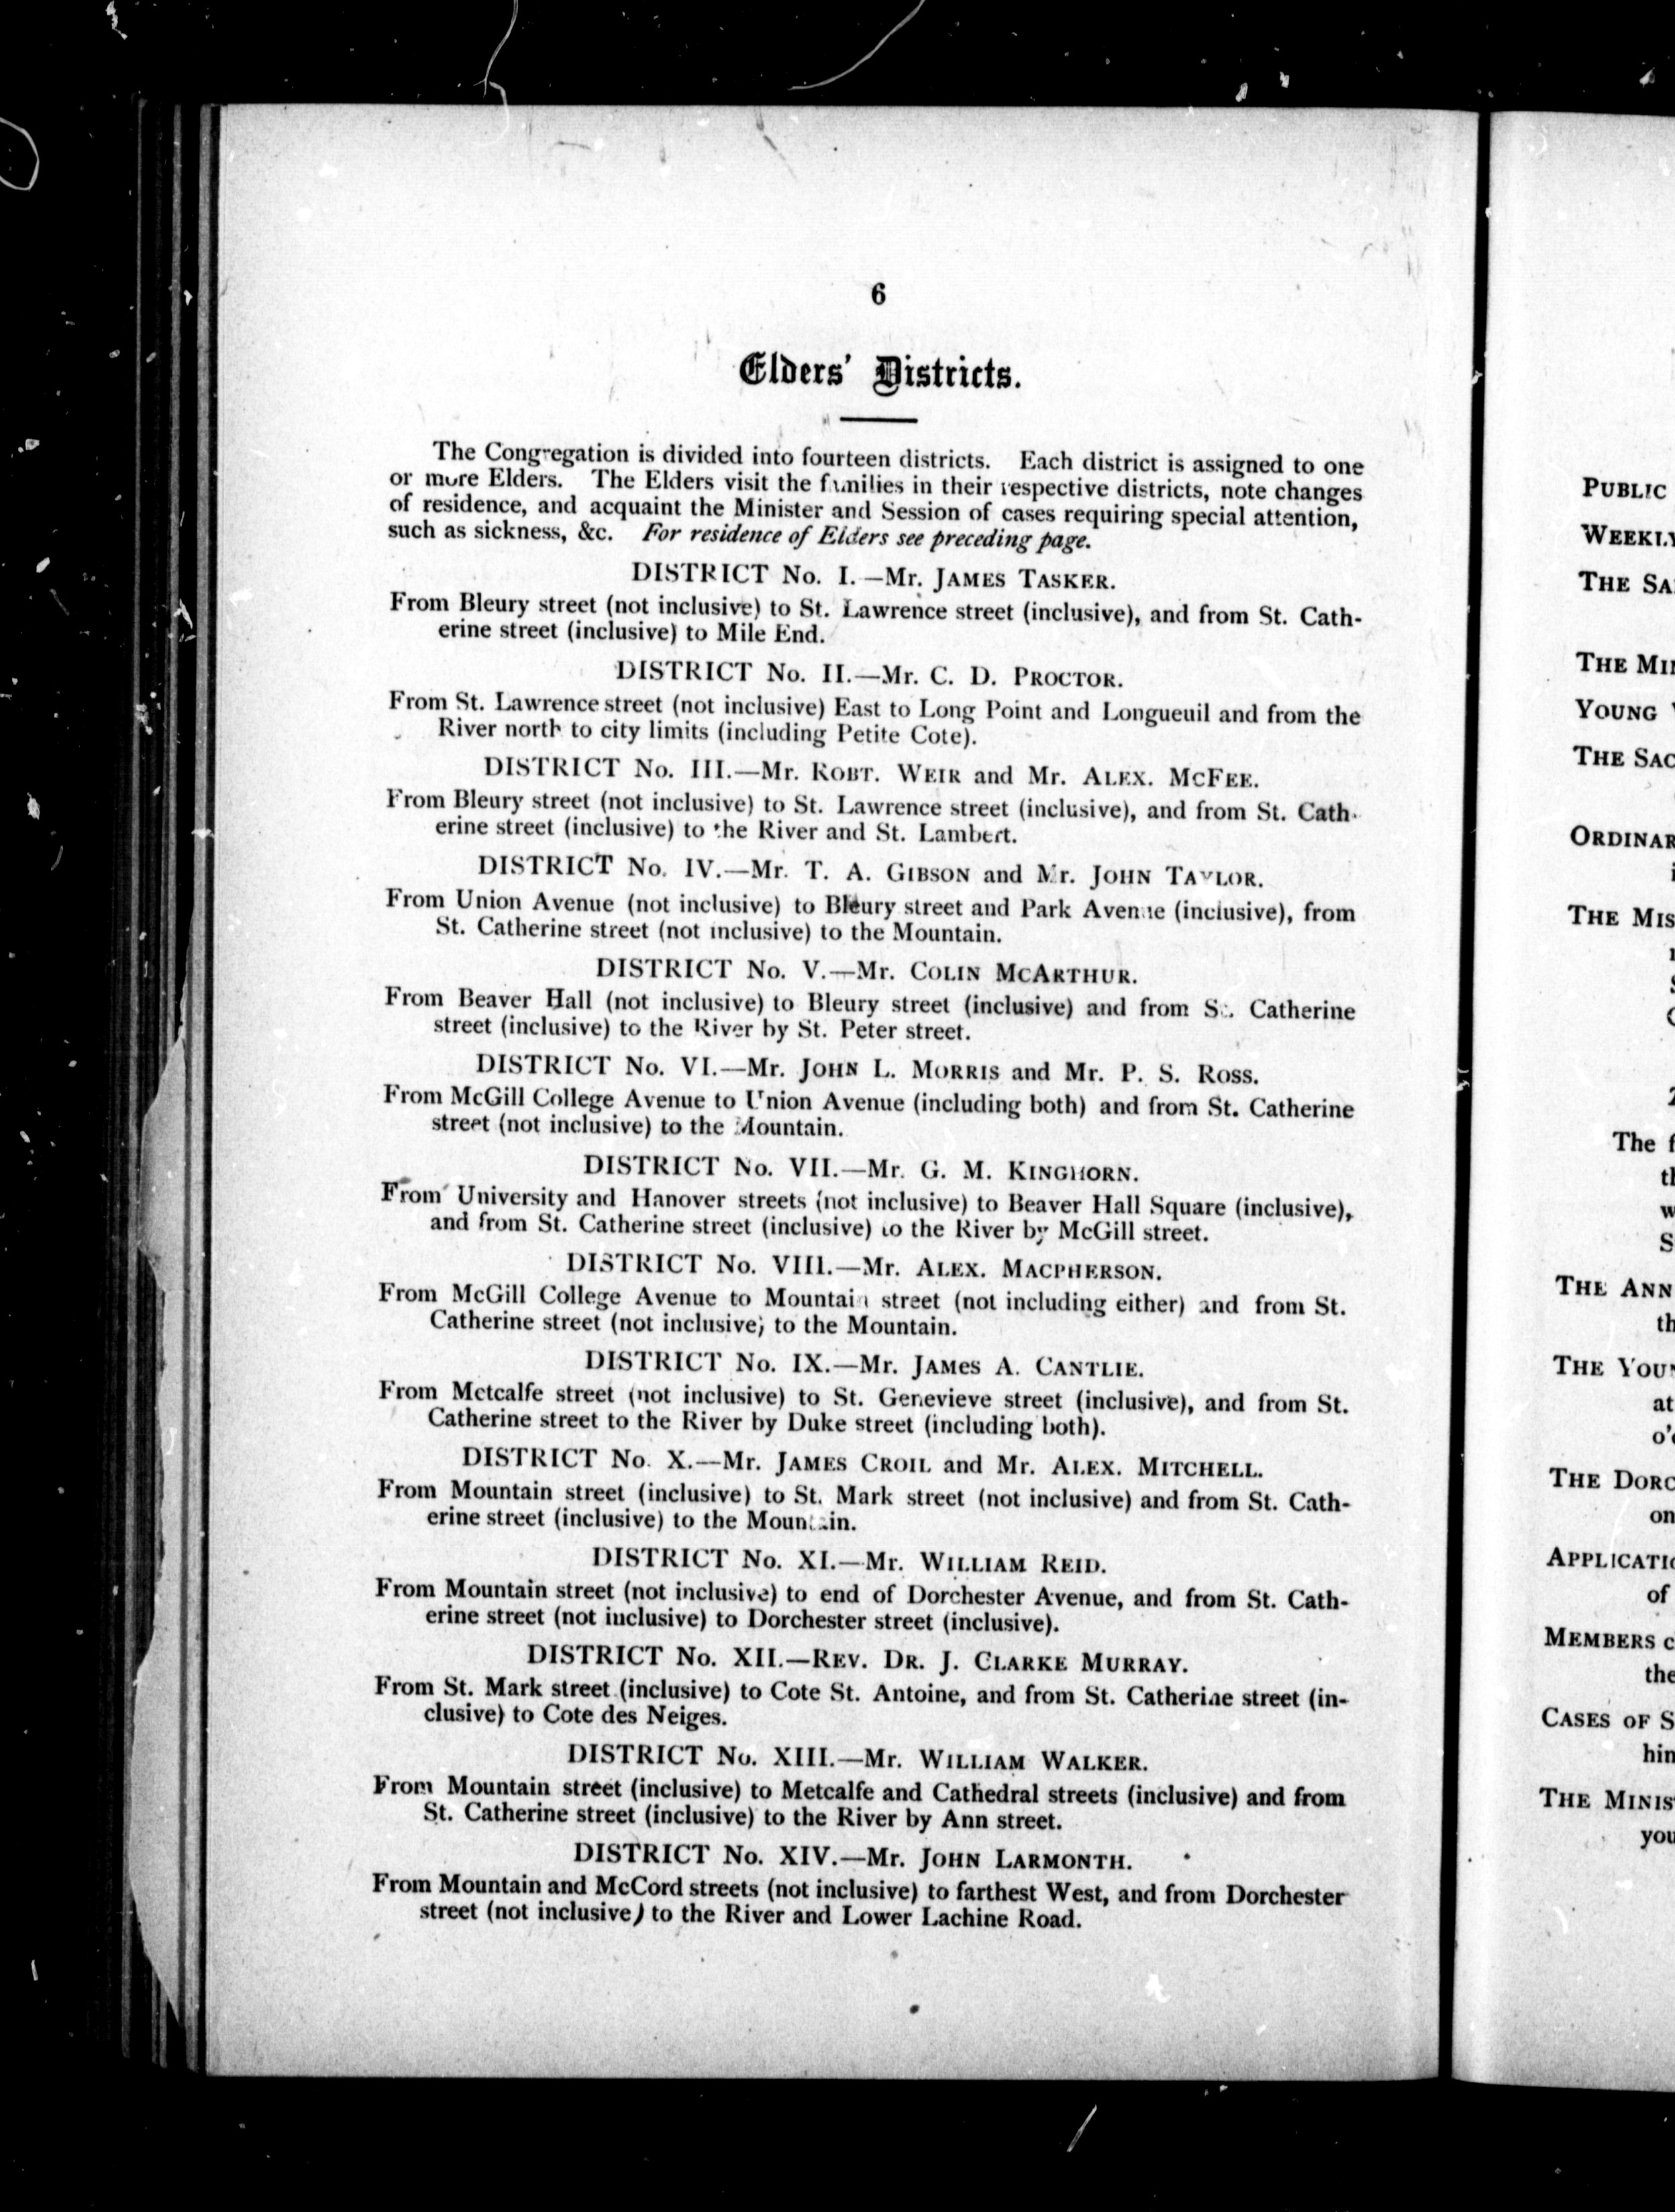 6
Elders' Districts.
The Congregation is divided into fourteen districts. Each district is assigned to one
or more Elders. The Elders visit the families in their respective districts, note changes
of residence, and acquaint the Minister and Session of cases requiring special attention,
such as sickness, &c. For residence of Elders see preceding page.
DISTRICT No. I.—Mr. JAMES TASKER.
From Bleury street (not inclusive) to St. Lawrence street (inclusive), and from St. Cath-
erine street (inclusive) to Mile End.
DISTRICT No. II.—Mr. C. D. PROCTOR.
From St. Lawrence street (not inclusive) East to Long Point and Longueuil and from the
River north to city limits (including Petite Cote).
DISTRICT No. III.—Mr. ROBT. WEIR and Mr. ALEX. MCFEE.
From Bleury street (not inclusive) to St. Lawrence street (inclusive), and from St. Cath-
erine street (inclusive) to the River and St. Lambert.
DISTRICT No. IV.—Mr. T. A. GIBSON and Mr. JOHN TAYLOR.
From Union Avenue (not inclusive) to Bleury street and Park Avenue (inclusive), from
St. Catherine street (not inclusive) to the Mountain.
DISTRICT No. V.—Mr. COLIN MCARTHUR.
From Beaver Hall (not inclusive) to Bleury street (inclusive) and from St. Catherine
street (inclusive) to the River by St. Peter street.
DISTRICT No. VI.—Mr. JOHN L. MORRIS and Mr. P. S. ROSS.
From McGill College Avenue to Union Avenue (including both) and from St. Catherine
street (not inclusive) to the Mountain.
DISTRICT No. VII.—Mr. G. M. KINGHORN.
From University and Hanover streets (not inclusive) to Beaver Hall Square (inclusive),
and from St. Catherine street (inclusive) to the River by McGill street.
DISTRICT No. VIII.—Mr. ALEX. MACPHERSON.
From McGill College Avenue to Mountain street (not including either) and from St.
Catherine street (not inclusive) to the Mountain.
DISTRICT No. IX.—Mr. JAMES A. CANTLIE.
From Metcalfe street (not inclusive) to St. Genevieve street (inclusive), and from St.
Catherine street to the River by Duke street (including both).
DISTRICT No. X.—Mr. JAMES CROIL and Mr. ALEX. MITCHELL.
From Mountain street (inclusive) to St. Mark street (not inclusive) and from St. Cath-
erine street (inclusive) to the Mountain.
DISTRICT No. XI.—Mr. WILLIAM REID.
From Mountain street (not inclusive) to end of Dorchester Avenue, and from St. Cath-
erine street (not inclusive) to Dorchester street (inclusive).
DISTRICT No. XII.—REV. DR. J. CLARKE MURRAY.
From St. Mark street (inclusive) to Cote St. Antoine, and from St. Catherine street (in-
clusive) to Cote des Neiges.
DISTRICT No. XIII.—Mr. WILLIAM WALKER.
From Mountain street (inclusive) to Metcalfe and Cathedral streets (inclusive) and from
St. Catherine street (inclusive) to the River by Ann street.
DISTRICT No. XIV.—Mr. JOHN LARMONTH.
From Mountain and McCord streets (not inclusive) to farthest West, and from Dorchester
street (not inclusive) to the River and Lower Lachine Road.
PUBLIC
THE
THE
YOUNG
THE
THE
The
THE
THE
THE
on
of
MEMBERS
the
CASES OF
THE